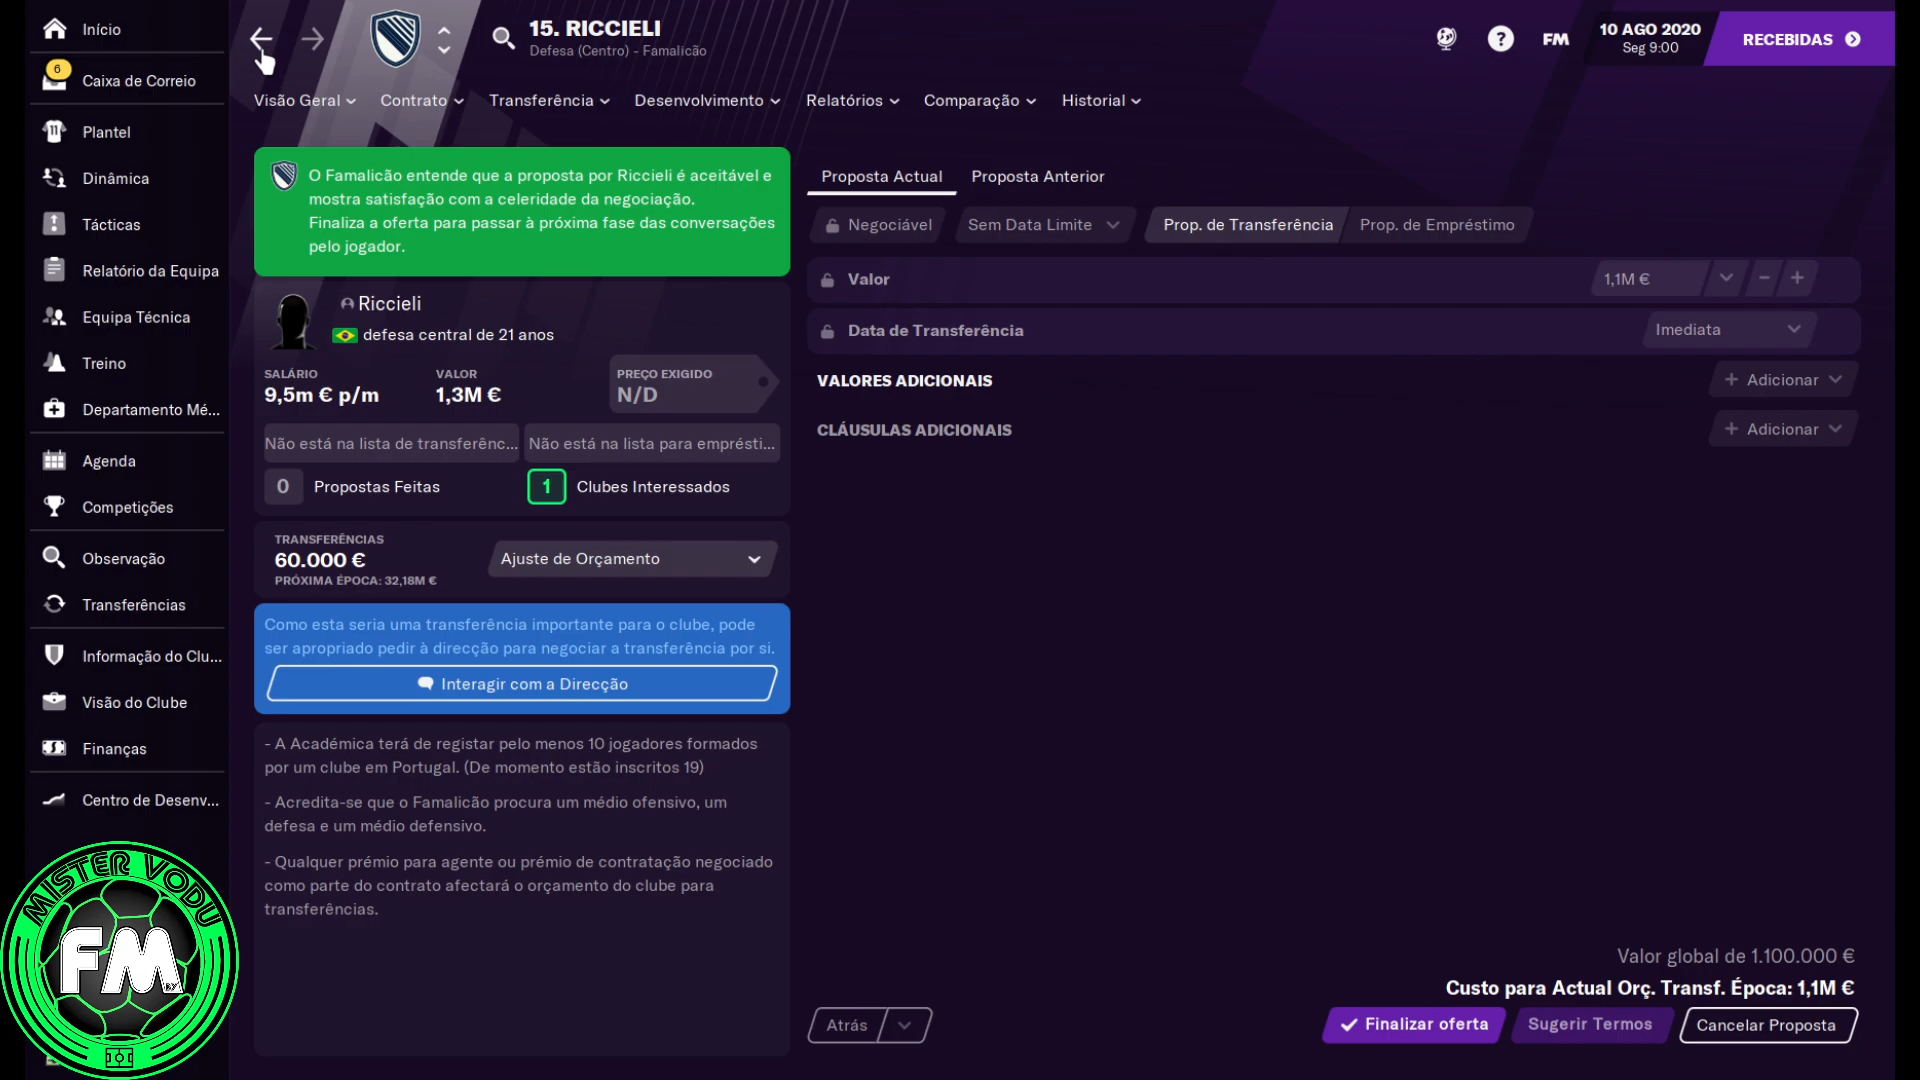 Início
6
Caixa de Correio
Plantel
Dinâmica
Tácticas
Relatório da Equipa
Equipa Técnica
Treino
Departamento Mé...
Agenda
Competições
Observação
Transferências
Informação do Clu...
Visão do Clube
Finanças
Centro de Desenv...
MISTER VODU
FM
BY
15. RICCIELI
Defesa (Centro) - Famalicão
FM
10 AGO 2020
Seg 9:00
RECEBIDAS
Visão Geral
Contrato
Transferência
Desenvolvimento
Relatórios
Comparação
Historial
O Famalicão entende que a proposta por Riccieli é aceitável e
mostra satisfação com a celeridade da negociação.
Finaliza a oferta para passar à próxima fase das conversações
pelo jogador.
Riccieli
defesa central de 21 anos
SALÁRIO
9,5m € p/m
VALOR
1,3M €
PREÇO EXIGIDO
N/D
Não está na lista de transferênc...
Não está na lista para emprésti...
0 Propostas Feitas
1 Clubes Interessados
TRANSFERÊNCIAS
60.000 €
PRÓXIMA ÉPOCA: 32,18M €
Ajuste de Orçamento
Como esta seria uma transferência importante para o clube, pode
ser apropriado pedir à direcção para negociar a transferência por si.
Interagir com a Direcção
- A Académica terá de registar pelo menos 10 jogadores formados
por um clube em Portugal. (De momento estão inscritos 19)
- Acredita-se que o Famalicão procura um médio ofensivo, um
defesa e um médio defensivo.
- Qualquer prémio para agente ou prémio de contratação negociado
como parte do contrato afectará o orçamento do clube para
transferências.
Proposta Actual
Proposta Anterior
Negociável
Sem Data Limite
Prop. de Transferência
Prop. de Empréstimo
Valor
1,1M €
Data de Transferência
Imediata
VALORES ADICIONAIS
+ Adicionar
CLÁUSULAS ADICIONAIS
+ Adicionar
Valor global de 1.100.000 €
Custo para Actual Orç. Transf. Época: 1,1M €
Atrás
Finalizar oferta
Sugerir Termos
Cancelar Proposta